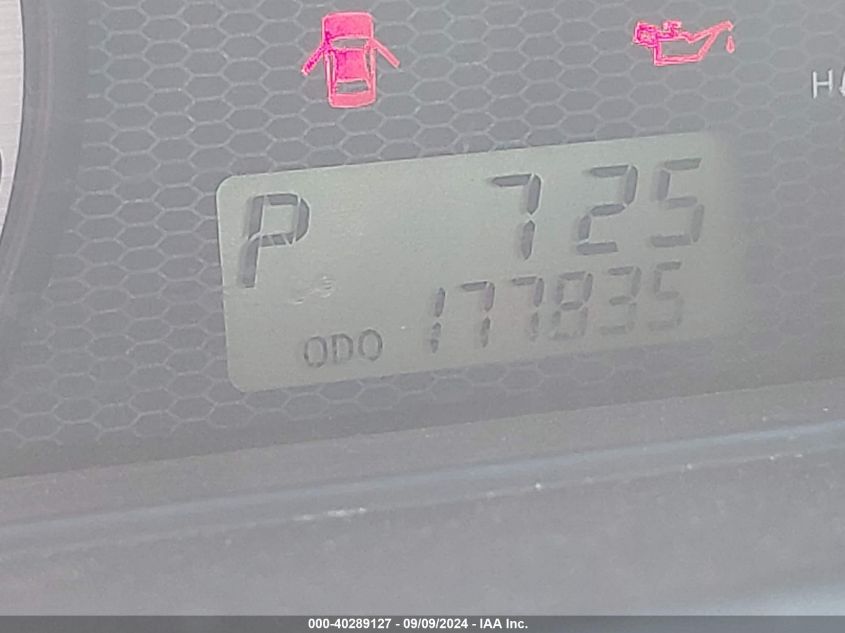 H
P 725
ODO 177835
000-40289127 - 09/09/2024 - IAA Inc.